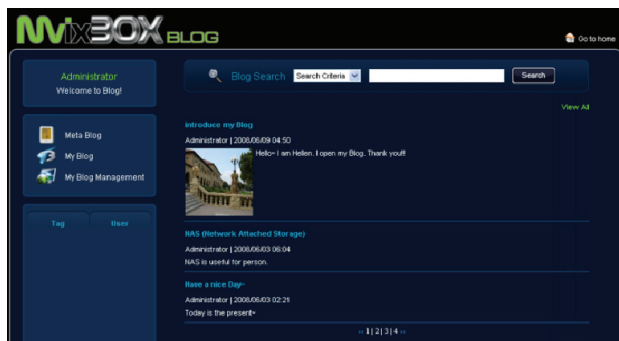 NVixBOX BLOG
Go to home
Administrator
Welcome to Blog!
Blog Search Search Criteria Search
View All
Meta Blog
My Blog
My Blog Management
Tag User
introduce my Blog
Administrator | 2008/06/09 04:50
Hello~ I am Hellen. I open my Blog. Thank you!!!
NAS (Network Attached Storage)
Administrator | 2008/06/03 06:04
NAS is useful for person.
Have a nice Day~
Administrator | 2008/06/03 02:21
Today is the present~
‹‹ 1 | 2 | 3 | 4 ››